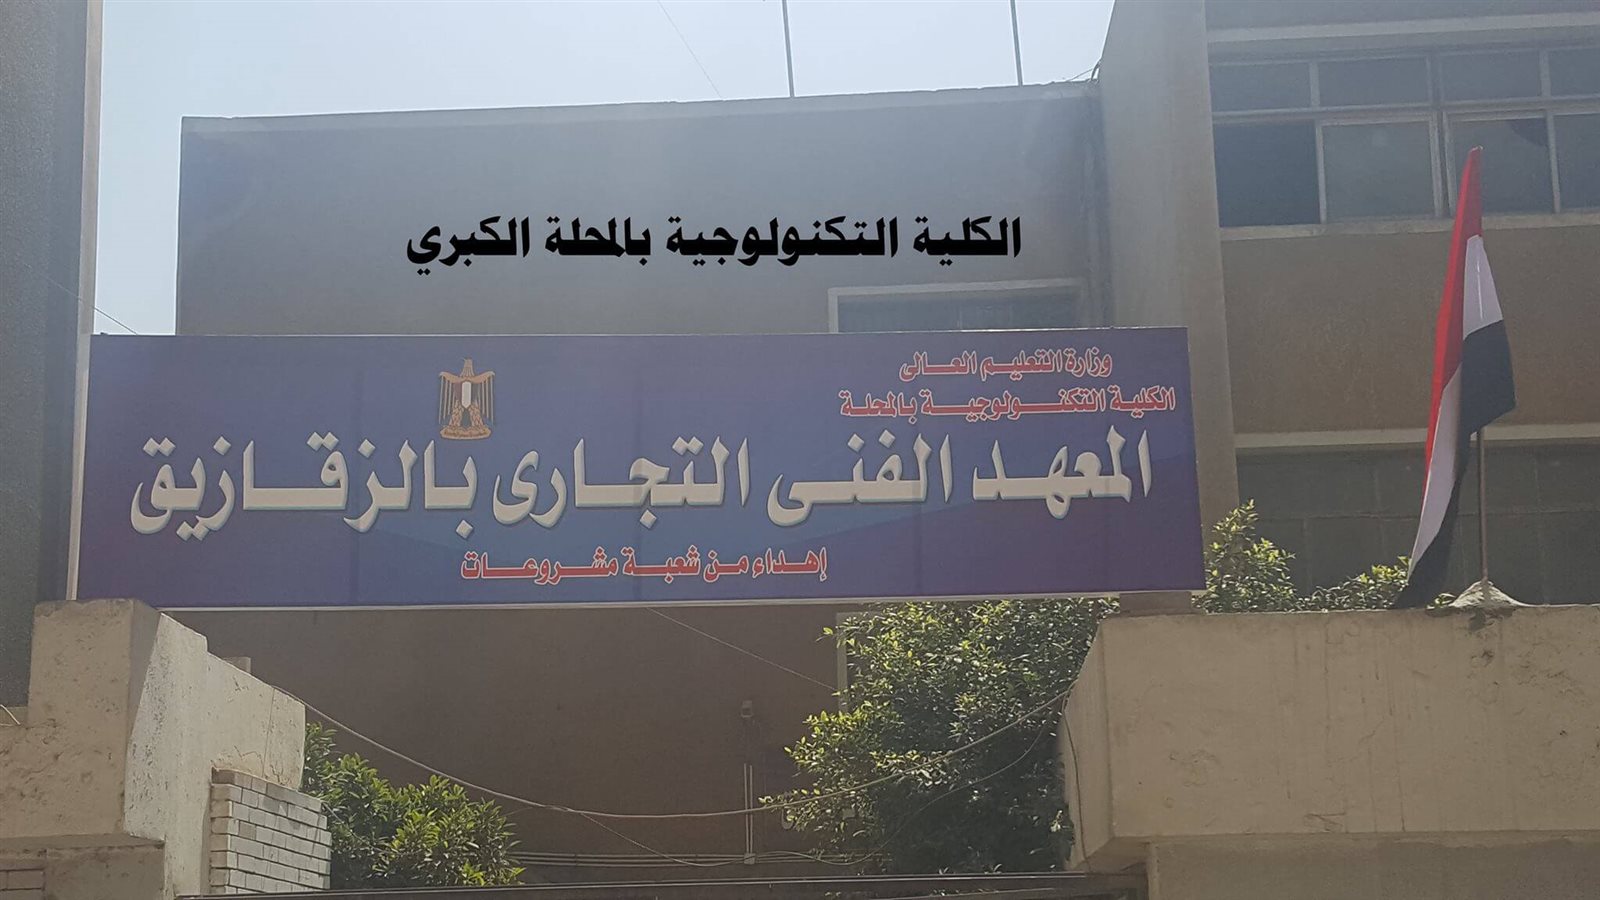 الكلية التكنولوجية بالمحلة الكبري
وزارة التعليم العالى
الكلية التكنولوجية بالمحلة
المعهد الفنى التجارى بالزقازيق
إهداء من شعبة مشروعات